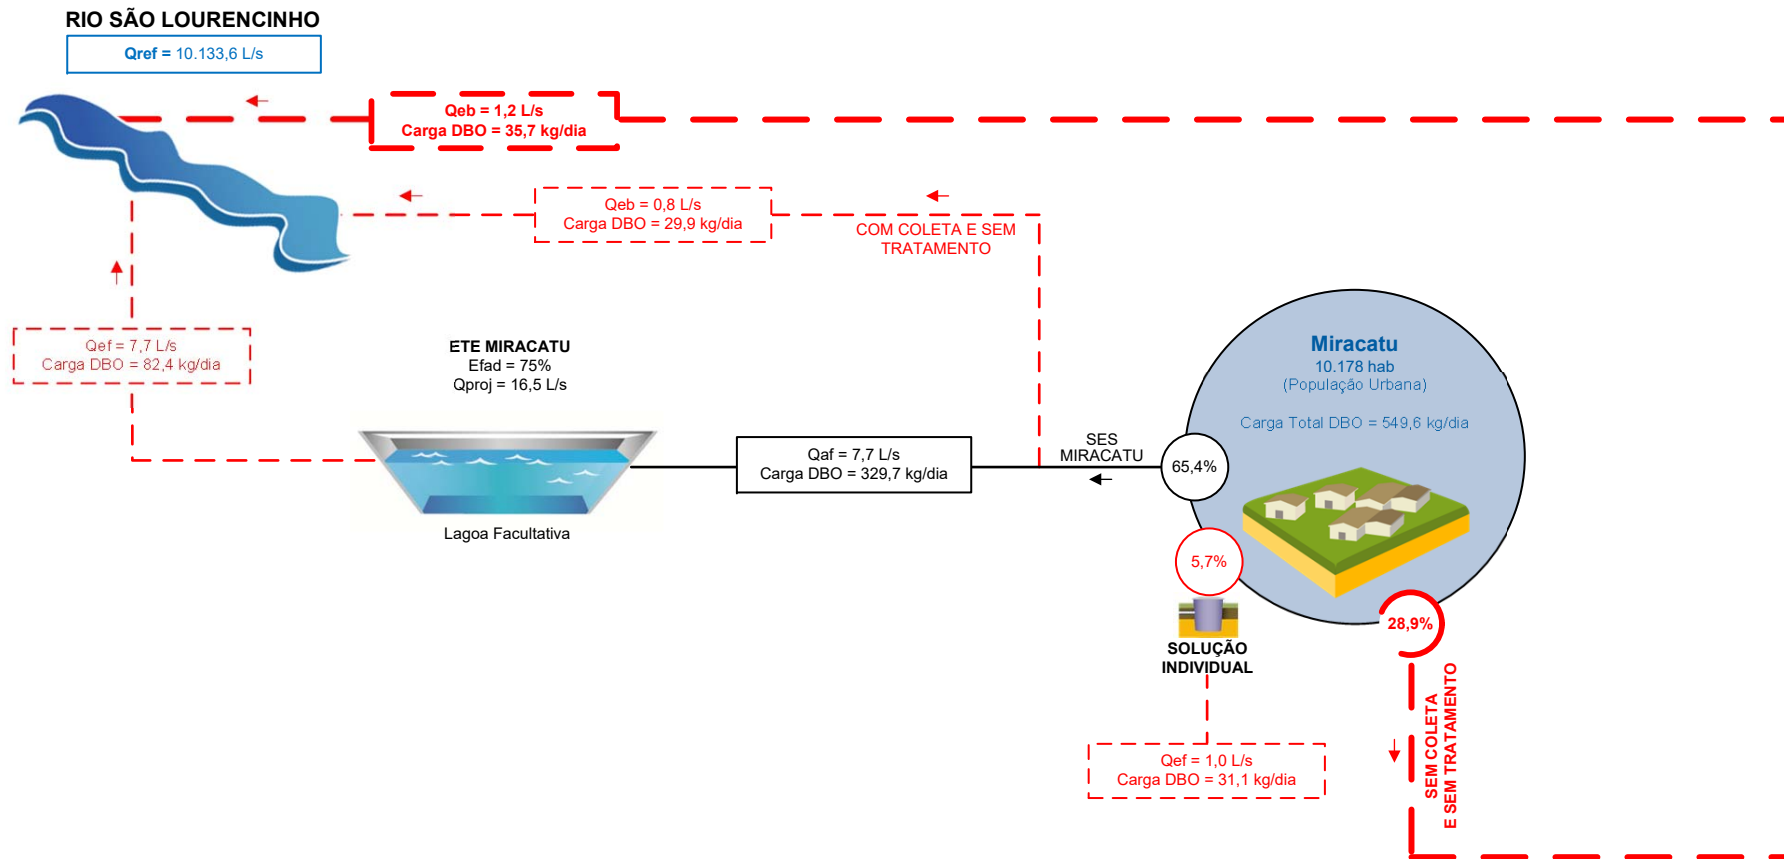 RIO SÃO LOURENCINHO
Qref = 10.133,6 L/s
Qeb = 1,2 L/s
Carga DBO = 35,7 kg/dia
Qeb = 0,8 L/s
Carga DBO = 29,9 kg/dia
COM COLETA E SEM
TRATAMENTO
Qef = 7,7 L/s
Carga DBO = 82,4 kg/dia
ETE MIRACATU
Efad = 75%
Qproj = 16,5 L/s
Lagoa Facultativa
Qaf = 7,7 L/s
Carga DBO = 329,7 kg/dia
SES
MIRACATU
65,4%
Miracatu
10.178 hab
(População Urbana)
Carga Total DBO = 549,6 kg/dia
5,7%
SOLUÇÃO
INDIVIDUAL
28,9%
Qef = 1,0 L/s
Carga DBO = 31,1 kg/dia
SEM COLETA
E SEM TRATAMENTO